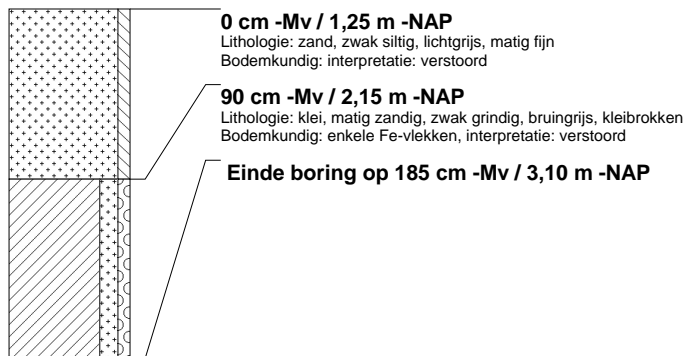 0 cm -Mv / 1,25 m -NAP
Lithologie: zand, zwak siltig, lichtgrijs, matig fijn
Bodemkundig: interpretatie: verstoord
90 cm -Mv / 2,15 m -NAP
Lithologie: klei, matig zandig, zwak grindig, bruingrijs, kleibrokken
Bodemkundig: enkele Fe-vlekken, interpretatie: verstoord
Einde boring op 185 cm -Mv / 3,10 m -NAP